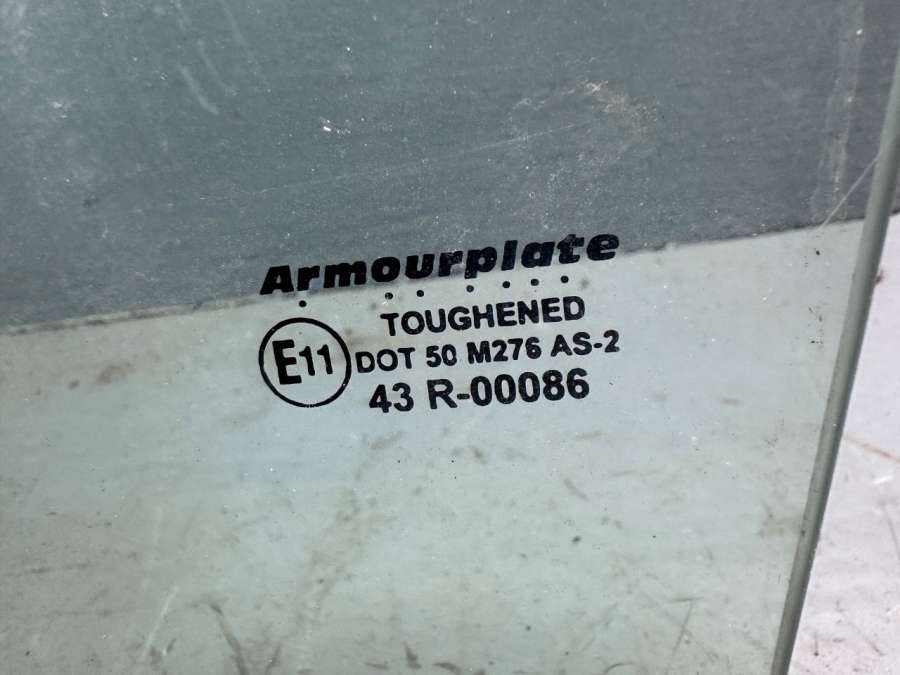 Armourplate
. .. . ...
TOUGHENED
E11
DOT 50 M276 AS-2
43 R-00086